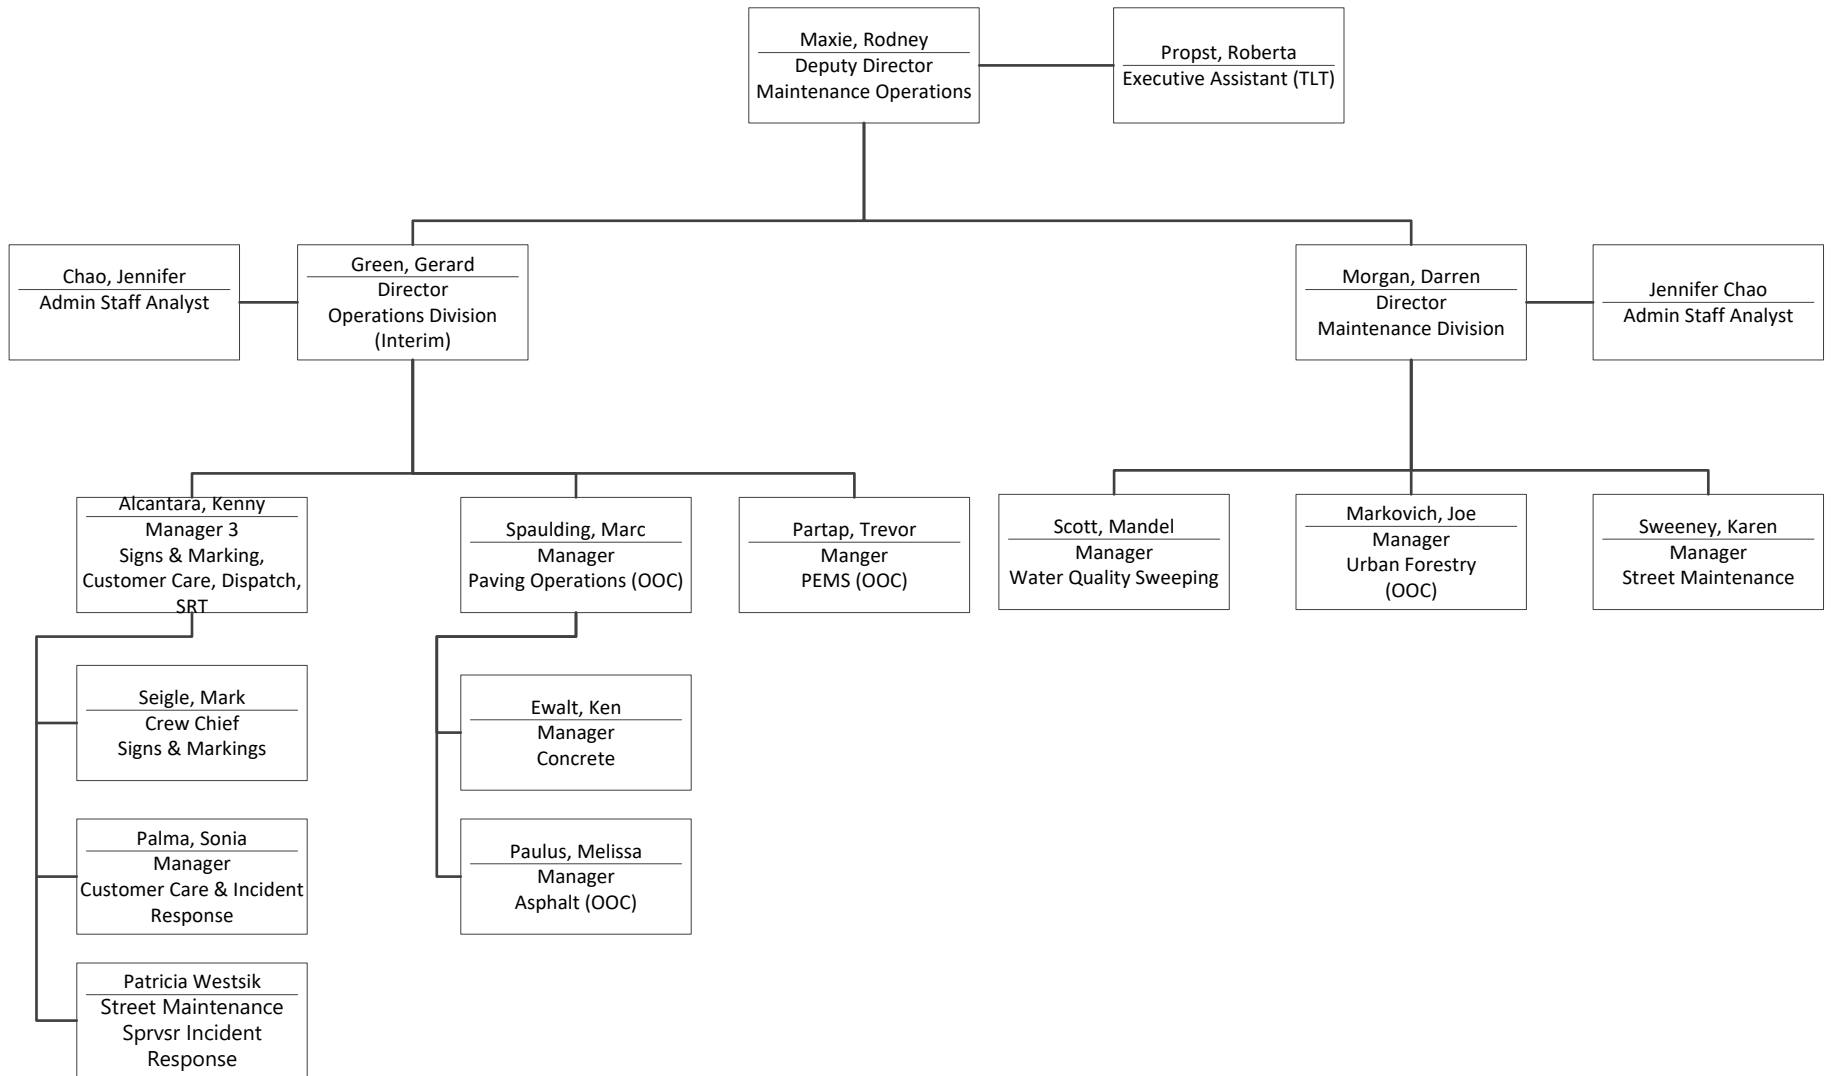 Maxie, Rodney
Deputy Director
Maintenance Operations
Propst, Roberta
Executive Assistant (TLT)
Chao, Jennifer
Admin Staff Analyst
Green, Gerard
Director
Operations Division
(Interim)
Morgan, Darren
Director
Maintenance Division
Jennifer Chao
Admin Staff Analyst
Alcantara, Kenny
Manager 3
Signs & Marking,
Customer Care, Dispatch,
SRT
Spaulding, Marc
Manager
Paving Operations (OOC)
Partap, Trevor
Manger
PEMS (OOC)
Scott, Mandel
Manager
Water Quality Sweeping
Markovich, Joe
Manager
Urban Forestry
(OOC)
Sweeney, Karen
Manager
Street Maintenance
Seigle, Mark
Crew Chief
Signs & Markings
Ewalt, Ken
Manager
Concrete
Palma, Sonia
Manager
Customer Care & Incident
Response
Paulus, Melissa
Manager
Asphalt (OOC)
Patricia Westsik
Street Maintenance
Sprvsr Incident
Response